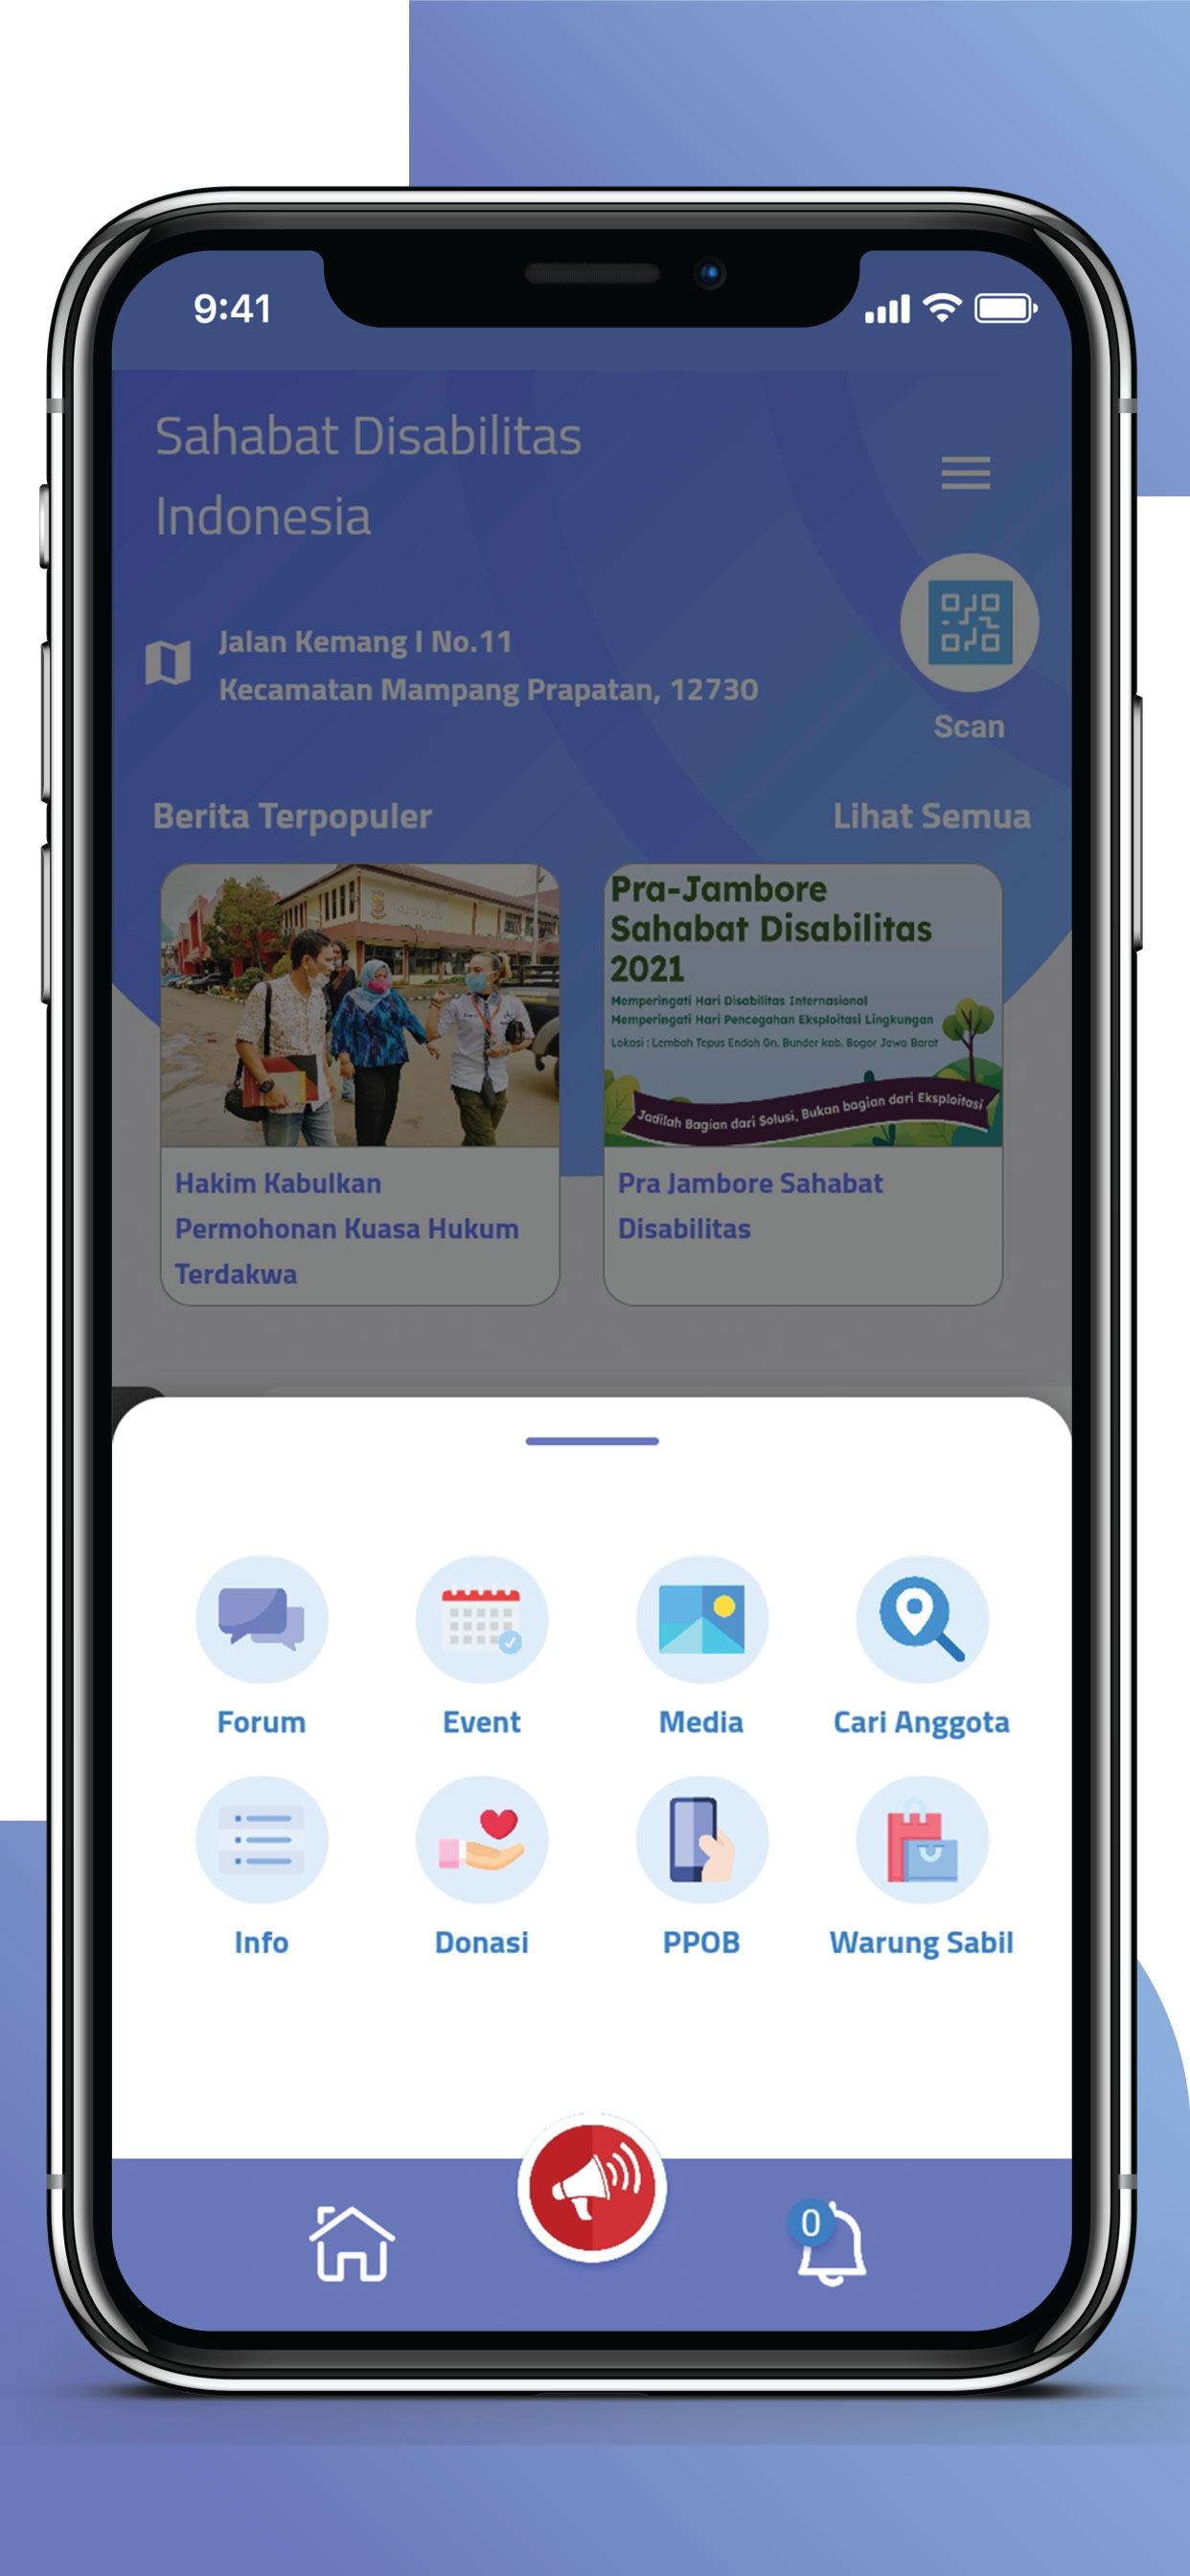 9:41
Sahabat Disabilitas
Indonesia
Jalan Kemang I No.11
Kecamatan Mampang Prapatan, 12730
Scan
Berita Terpopuler
Lihat Semua
Pra-Jambore
Sahabat Disabilitas
2021
Memperingati Hari Disabilitas Internasional
Memperingati Hari Pencegahan Eksploitasi Lingkungan
Lokasi : Lembah Tepus Endah Gn. Bunder kab. Bogor Jawa Barat
Jadilah Bagian dari Solusi, Bukan bagian dari Eksploitasi
Hakim Kabulkan
Permohonan Kuasa Hukum
Terdakwa
Pra Jambore Sahabat
Disabilitas
Forum
Event
Media
Cari Anggota
Info
Donasi
PPOB
Warung Sabil
0